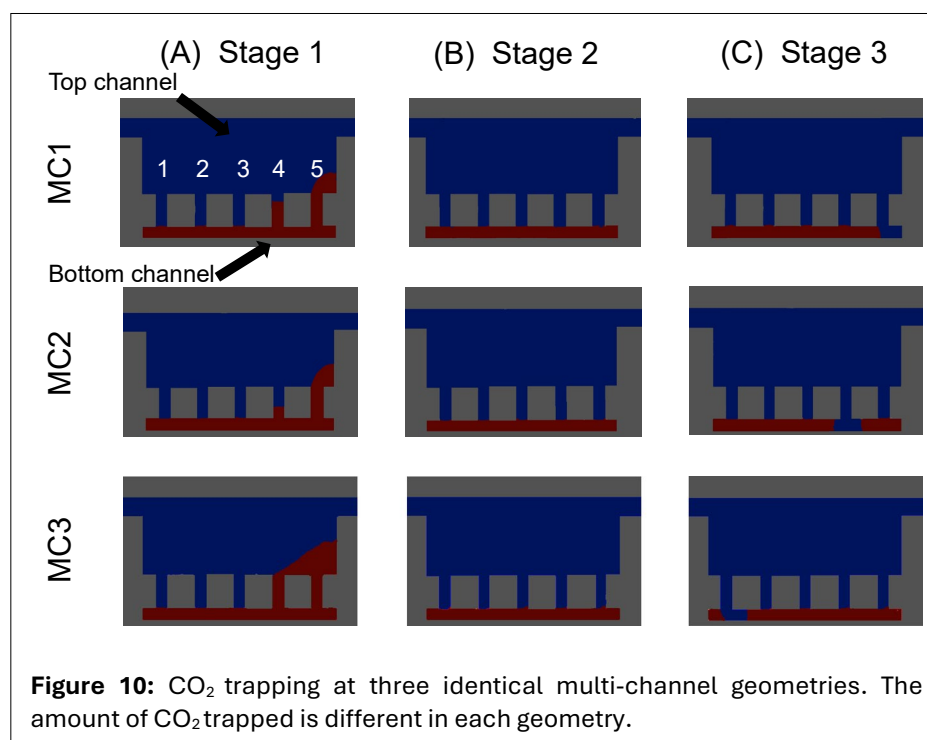 (A) Stage 1
(B) Stage 2
(C) Stage 3
Top channel
MC1
1 2 3 4 5
Bottom channel
MC2
MC3
Figure 10: CO₂ trapping at three identical multi-channel geometries. The
amount of CO₂ trapped is different in each geometry.